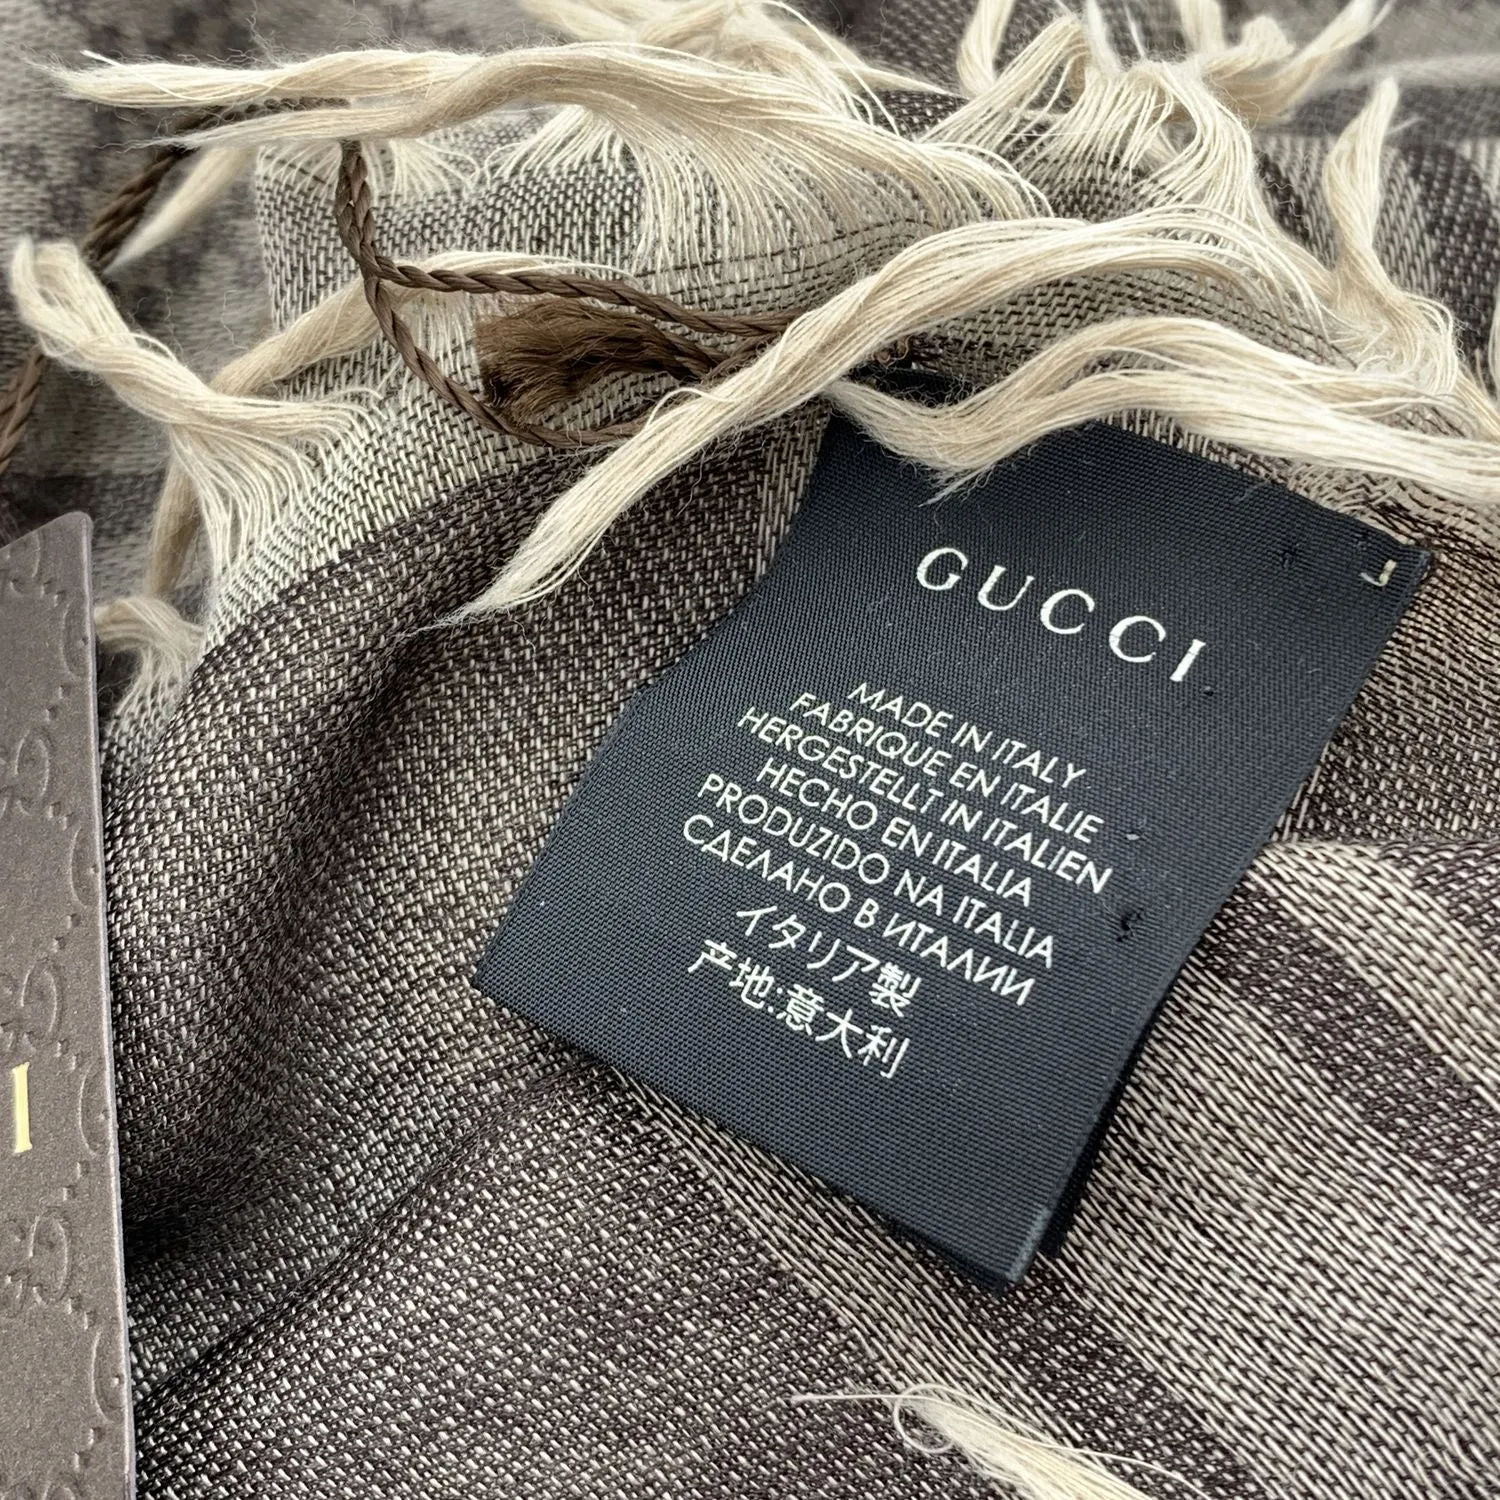 GUCCI
MADE IN ITALY
FABRIQUE EN ITALIE
HERGESTELLT IN ITALIEN
HECHO EN ITALIA
PRODUZIDO NA ITALIA
СДЕЛАНО В ИТАЛИИ
イタリア製
产地:意大利